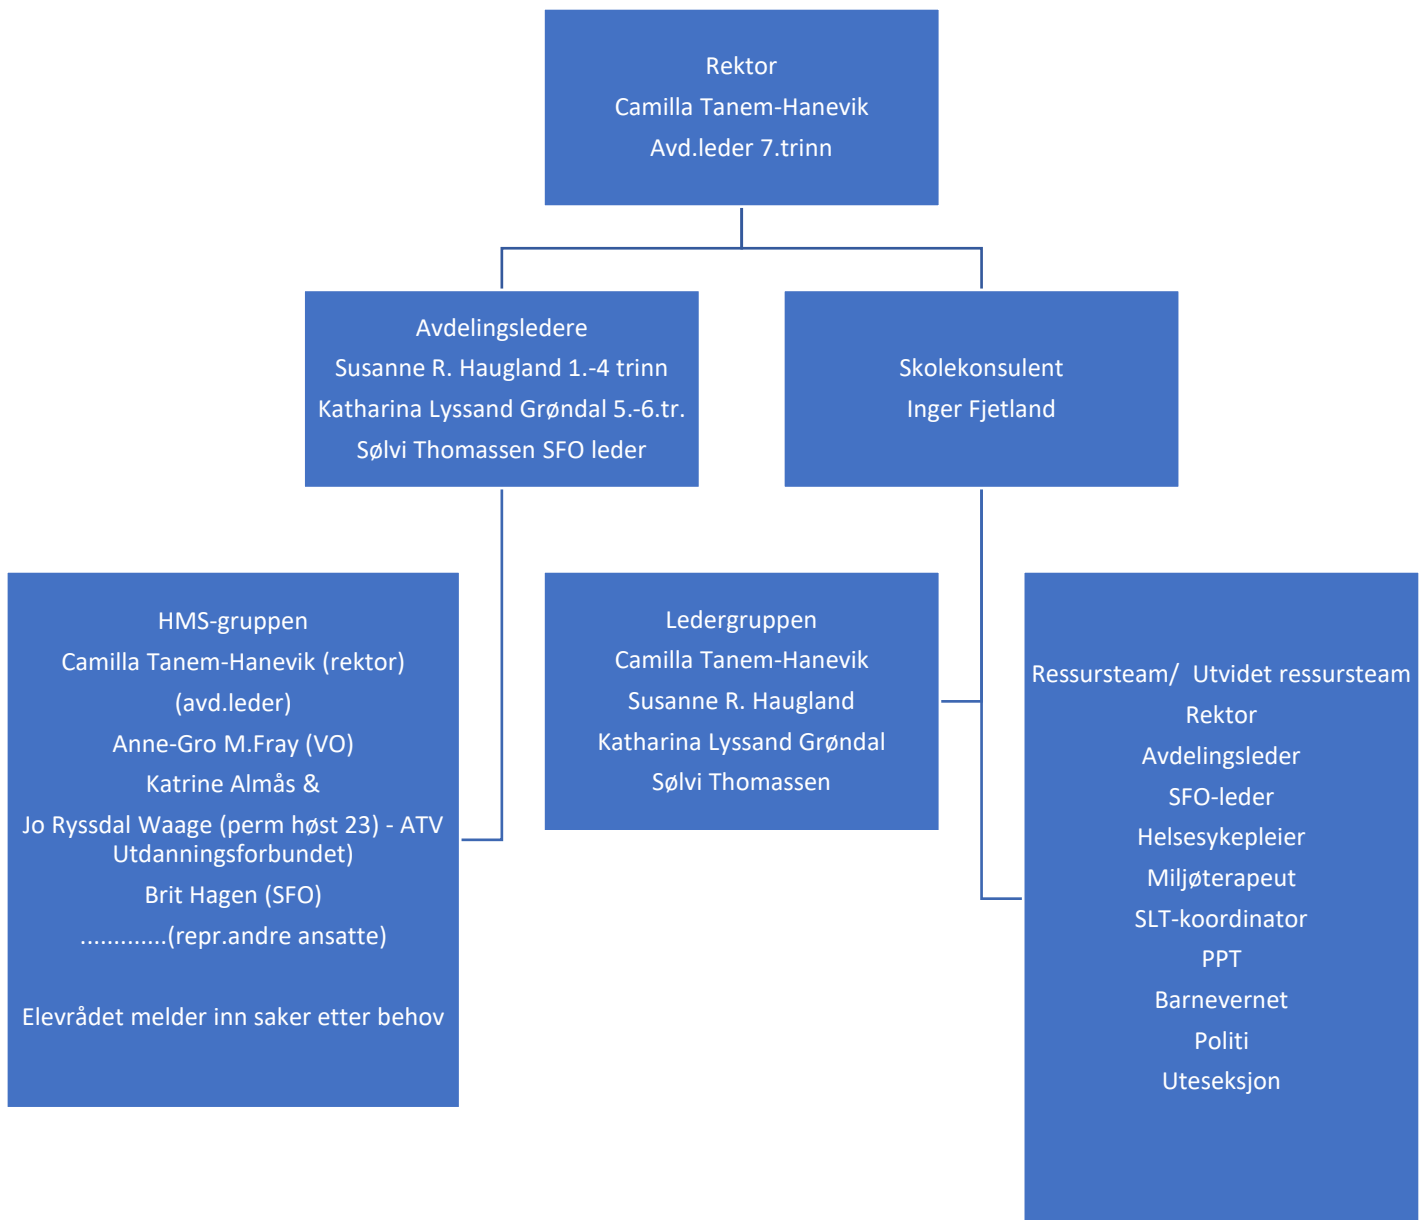 Rektor
Camilla Tanem-Hanevik
Avd.leder 7.trinn
Avdelingsledere
Susanne R. Haugland 1.-4 trinn
Katharina Lyssand Grøndal 5.-6.tr.
Sølvi Thomassen SFO leder
Skolekonsulent
Inger Fjetland
HMS-gruppen
Camilla Tanem-Hanevik (rektor)
(avd.leder)
Anne-Gro M.Fray (VO)
Katrine Almås &
Jo Ryssdal Waage (perm høst 23) - ATV
Utdanningsforbundet)
Brit Hagen (SFO)
.............(repr.andre ansatte)
Elevrådet melder inn saker etter behov
Ledergruppen
Camilla Tanem-Hanevik
Susanne R. Haugland
Katharina Lyssand Grøndal
Sølvi Thomassen
Ressursteam/  Utvidet ressursteam
Rektor
Avdelingsleder
SFO-leder
Helsesykepleier
Miljøterapeut
SLT-koordinator
PPT
Barnevernet
Politi
Uteseksjon